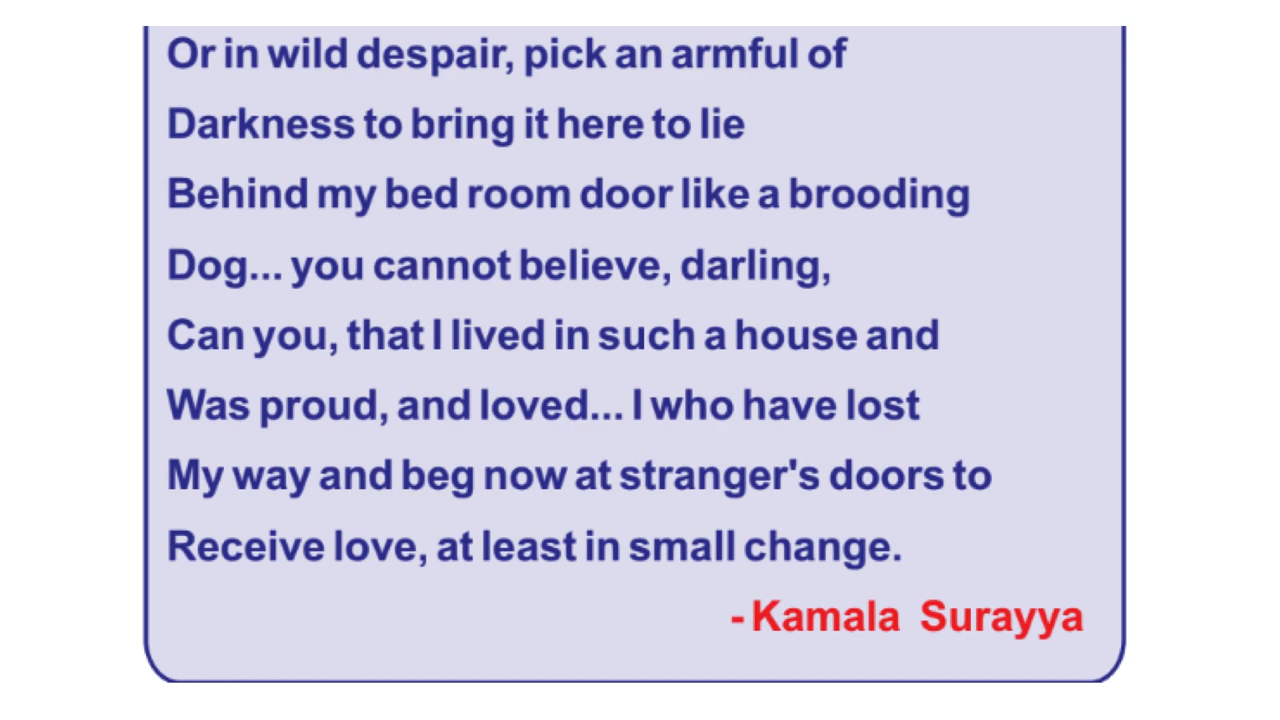 Or in wild despair, pick an armful of
Darkness to bring it here to lie
Behind my bed room door like a brooding
Dog... you cannot believe, darling,
Can you, that I lived in such a house and
Was proud, and loved... I who have lost
My way and beg now at stranger's doors to
Receive love, at least in small change.
- Kamala Surayya